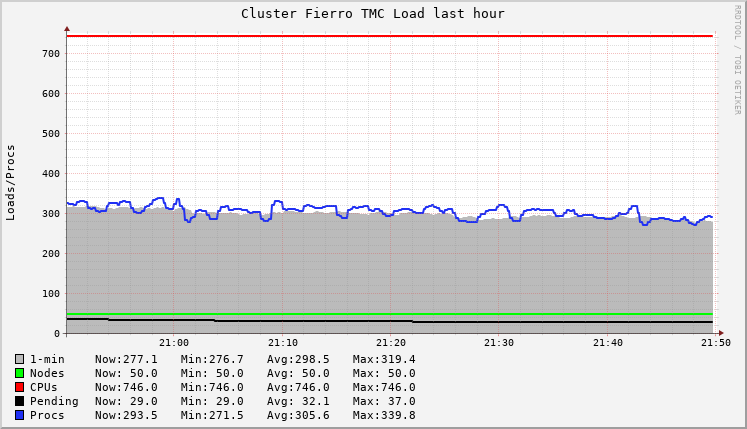 Cluster Fierro TMC Load last hour
RRDTOOL / TOBI OETIKER
Loads/Procs
700
600
500
400
300
200
100
0
21:00 21:10 21:20 21:30 21:40 21:50
1-min Now:277.1 Min:276.7 Avg:298.5 Max:319.4
Nodes Now: 50.0 Min: 50.0 Avg: 50.0 Max: 50.0
CPUs Now:746.0 Min:746.0 Avg:746.0 Max:746.0
Pending Now: 29.0 Min: 29.0 Avg: 32.1 Max: 37.0
Procs Now:293.5 Min:271.5 Avg:305.6 Max:339.8